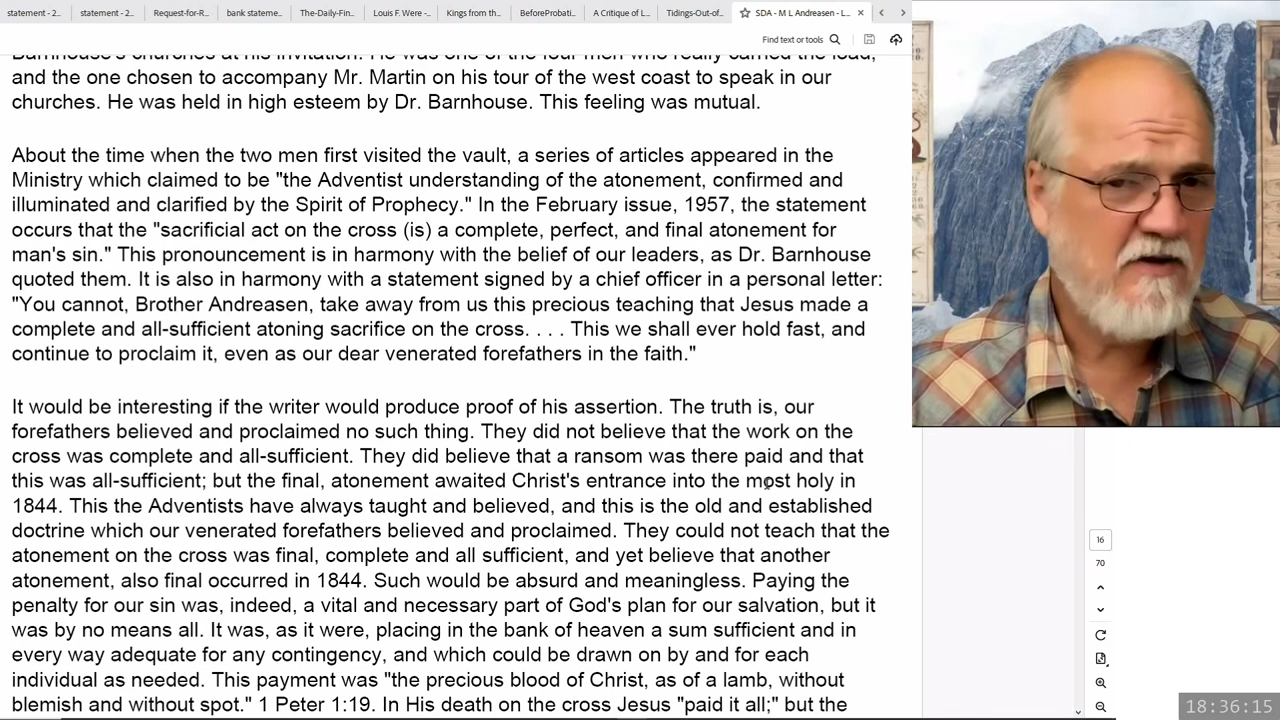 statement - 2...
statement - 2...
Request-for-R...
bank stateme...
The-Daily-Fin...
Louis F. Were -...
Kings from th...
BeforeProbati...
A Critique of L...
Tidings-Out-of...
SDA - M L Andreasen - L...
Find text or tools
Barnhouse's churches at his invitation. He was one of the four men who really carried the load,
and the one chosen to accompany Mr. Martin on his tour of the west coast to speak in our
churches. He was held in high esteem by Dr. Barnhouse. This feeling was mutual.
About the time when the two men first visited the vault, a series of articles appeared in the
Ministry which claimed to be "the Adventist understanding of the atonement, confirmed and
illuminated and clarified by the Spirit of Prophecy." In the February issue, 1957, the statement
occurs that the "sacrificial act on the cross (is) a complete, perfect, and final atonement for
man's sin." This pronouncement is in harmony with the belief of our leaders, as Dr. Barnhouse
quoted them. It is also in harmony with a statement signed by a chief officer in a personal letter:
"You cannot, Brother Andreasen, take away from us this precious teaching that Jesus made a
complete and all-sufficient atoning sacrifice on the cross. . . . This we shall ever hold fast, and
continue to proclaim it, even as our dear venerated forefathers in the faith."
It would be interesting if the writer would produce proof of his assertion. The truth is, our
forefathers believed and proclaimed no such thing. They did not believe that the work on the
cross was complete and all-sufficient. They did believe that a ransom was there paid and that
this was all-sufficient; but the final, atonement awaited Christ's entrance into the most holy in
1844. This the Adventists have always taught and believed, and this is the old and established
doctrine which our venerated forefathers believed and proclaimed. They could not teach that the
atonement on the cross was final, complete and all sufficient, and yet believe that another
atonement, also final occurred in 1844. Such would be absurd and meaningless. Paying the
penalty for our sin was, indeed, a vital and necessary part of God's plan for our salvation, but it
was by no means all. It was, as it were, placing in the bank of heaven a sum sufficient and in
every way adequate for any contingency, and which could be drawn on by and for each
individual as needed. This payment was "the precious blood of Christ, as of a lamb, without
blemish and without spot." 1 Peter 1:19. In His death on the cross Jesus "paid it all;" but the
16
70
18:36:15